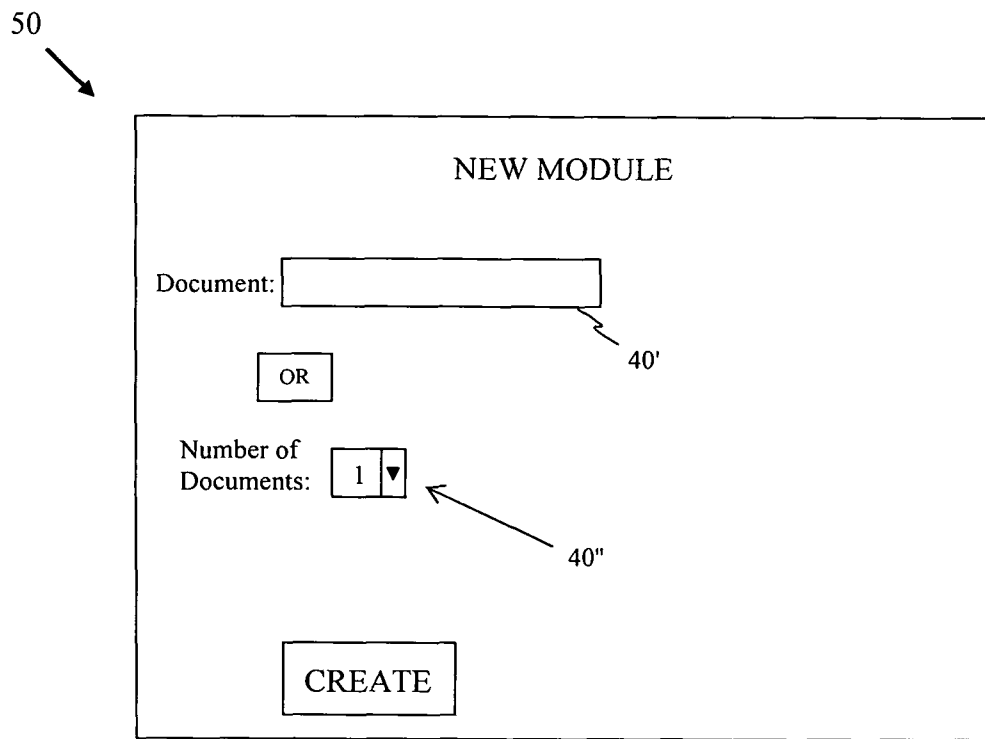 50
NEW MODULE
Document:
40'
OR
Number of
Documents:
1
40"
CREATE